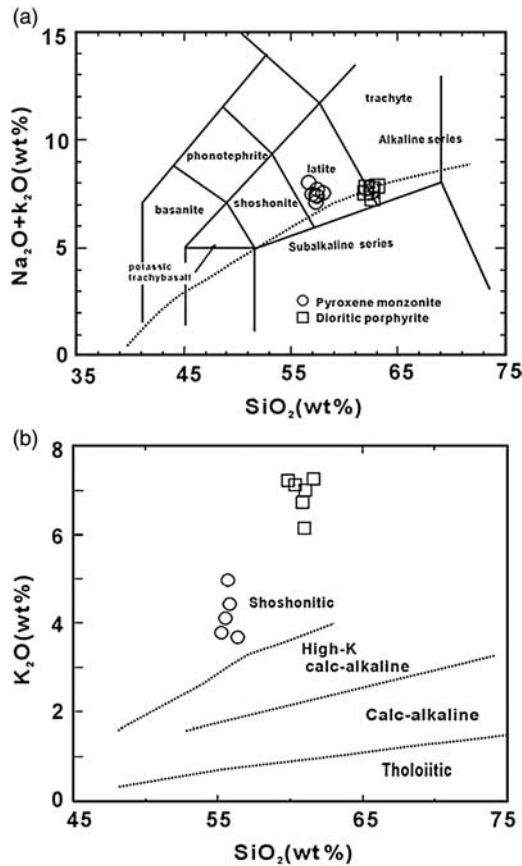 (a)
15
10
5
0
Na₂O+k₂O(wt%)
trachyte
Alkaline series
latite
phonotephrite
shoshonite
basanite
potassic
trachybasalt
Subalkaline series
Pyroxene monzonite
Dioritic porphyrite
35 45 55 65 75
SiO₂(wt%)
(b)
8
6
4
2
0
K₂O(wt%)
Shoshonitic
High-K
calc-alkaline
Calc-alkaline
Tholoiitic
45 55 65 75
SiO₂(wt%)